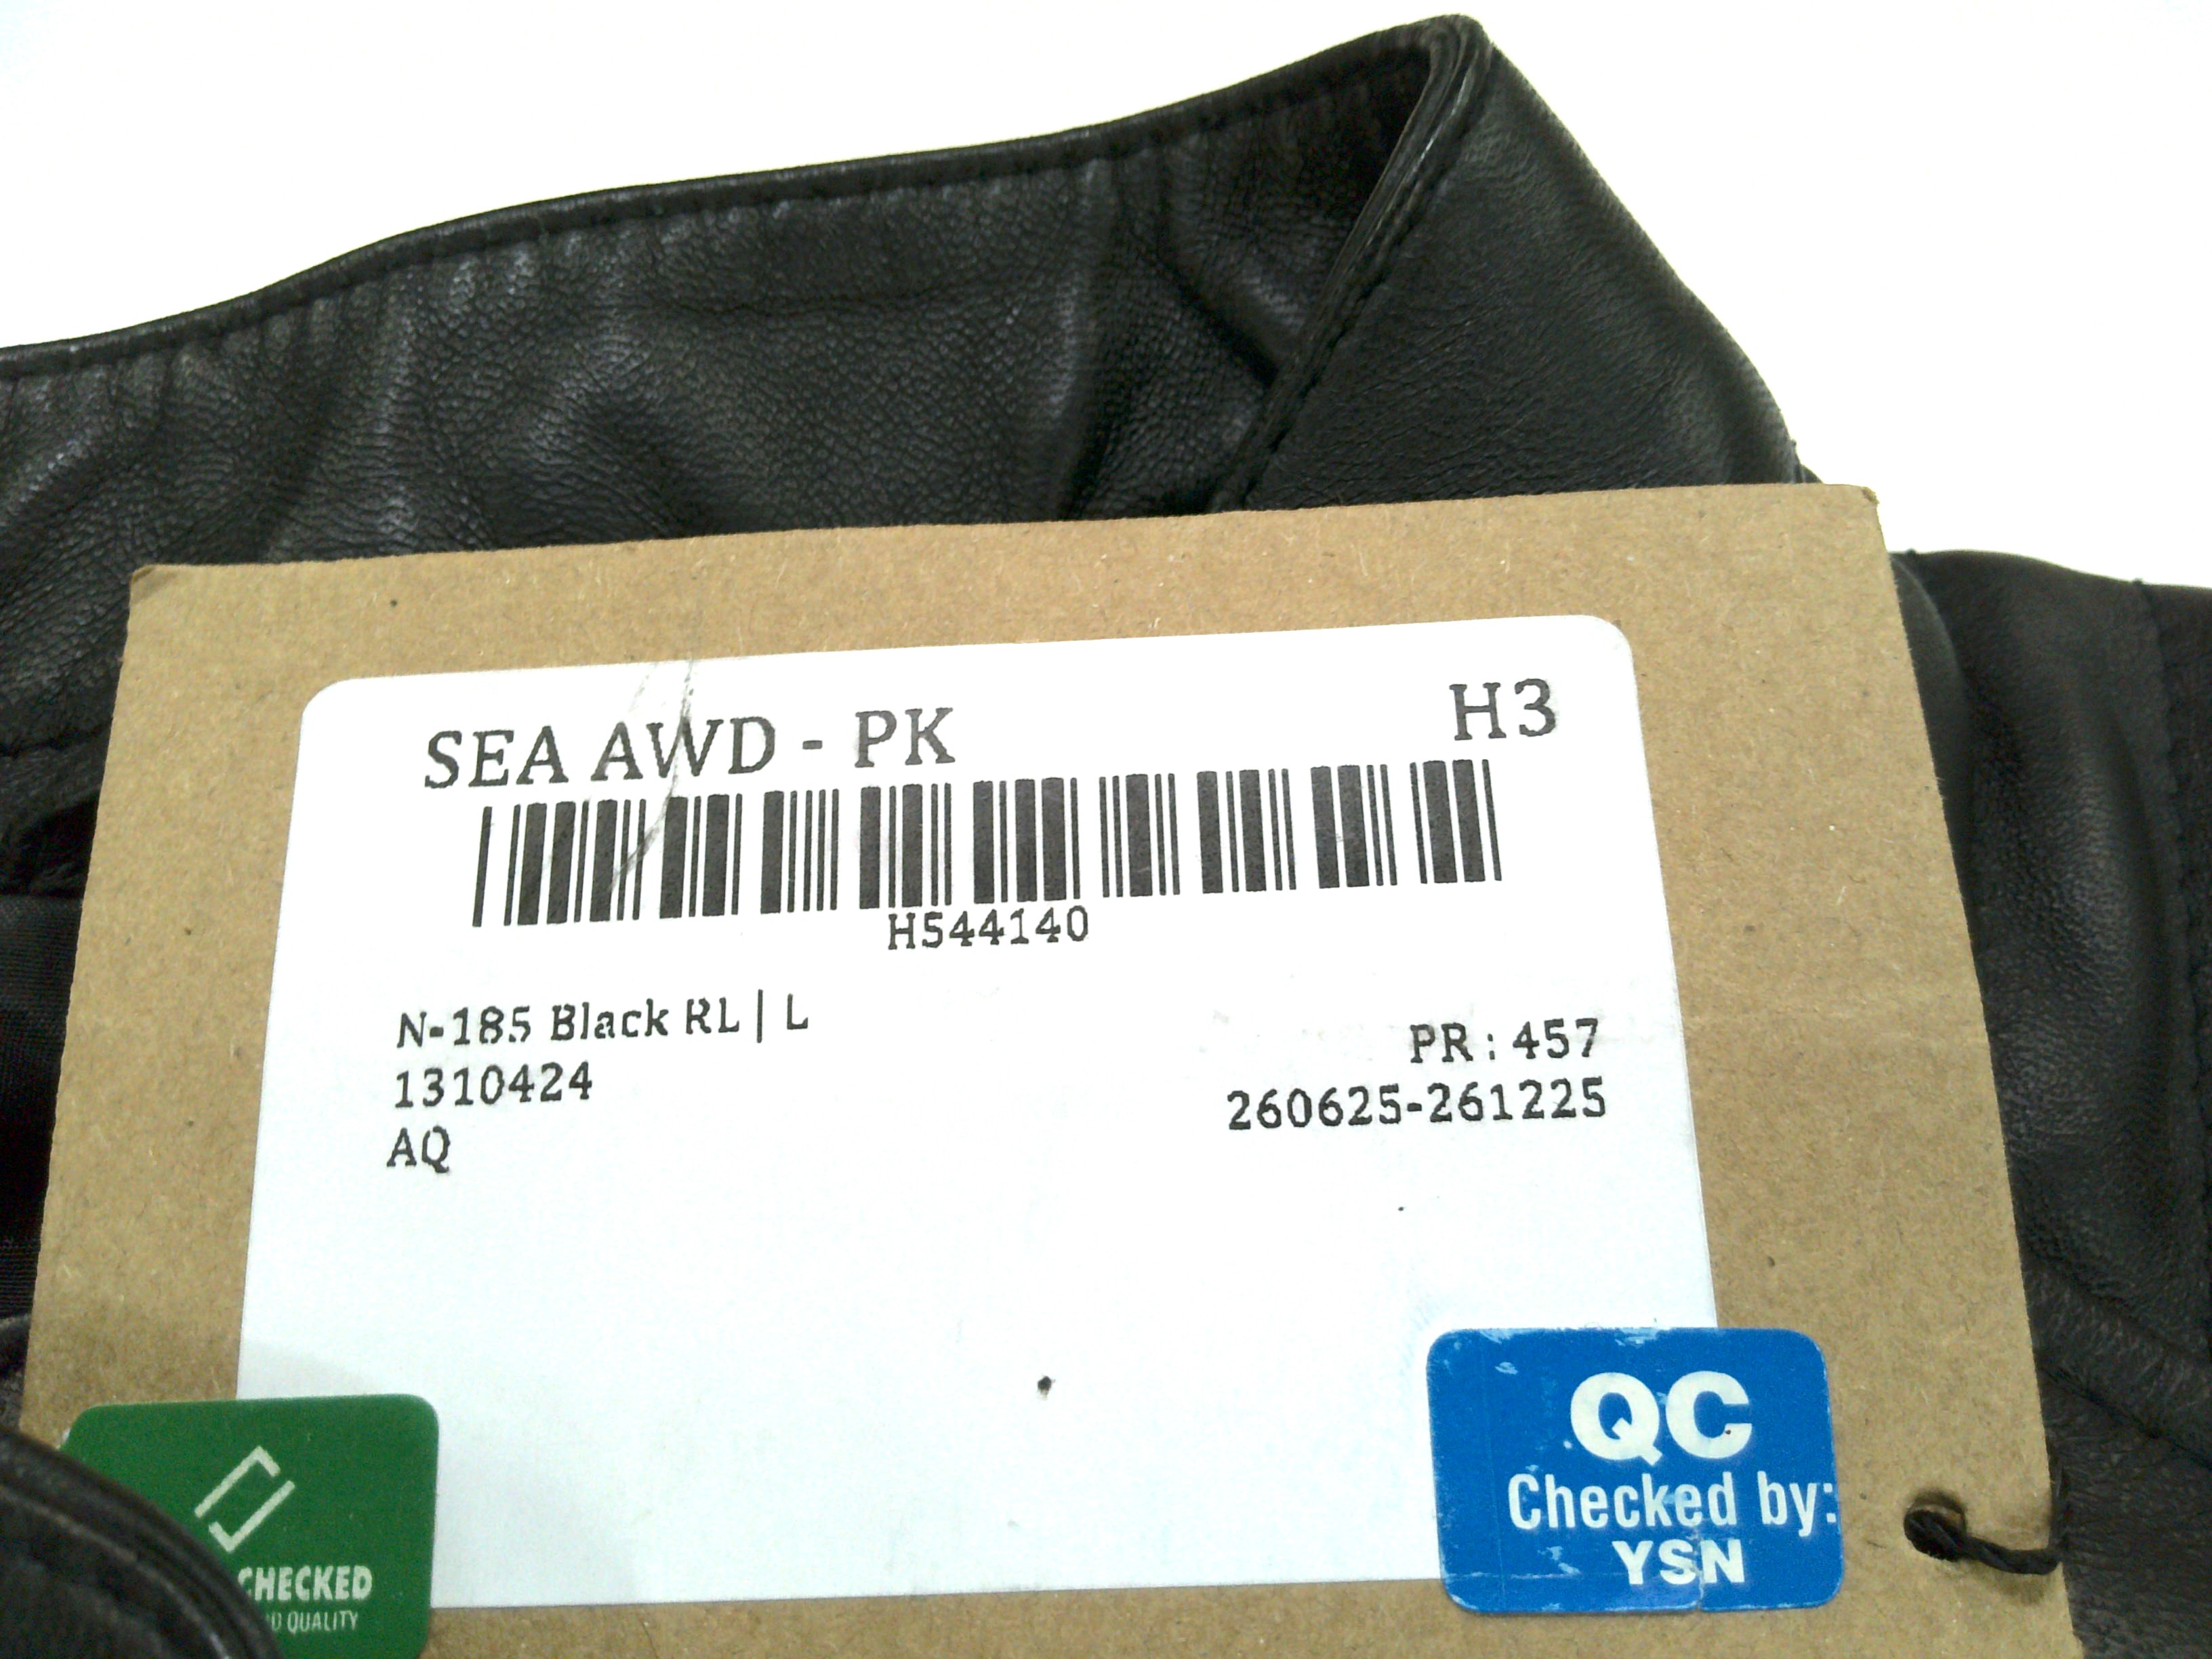 SEA AWD - PK
H3
H544140
N-185 Black RL | L
1310424
AQ
PR : 457
260625-261225
CHECKED
QUALITY
QC
Checked by:
YSN